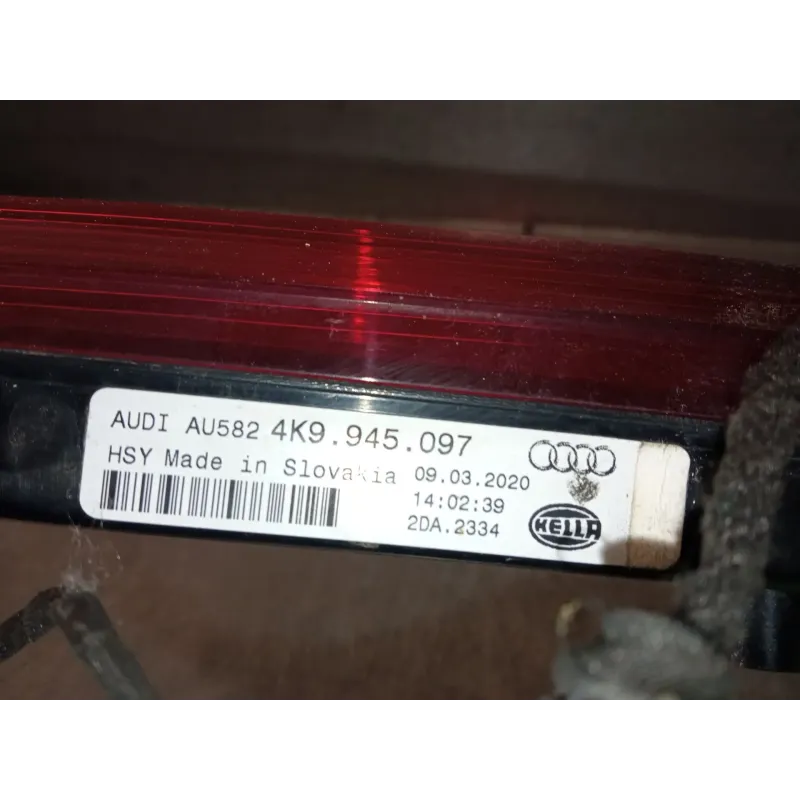 AUDI AU582 4K9.945.097
HSY Made in Slovakia 09.03.2020
14:02:39
2DA.2334
HELLA